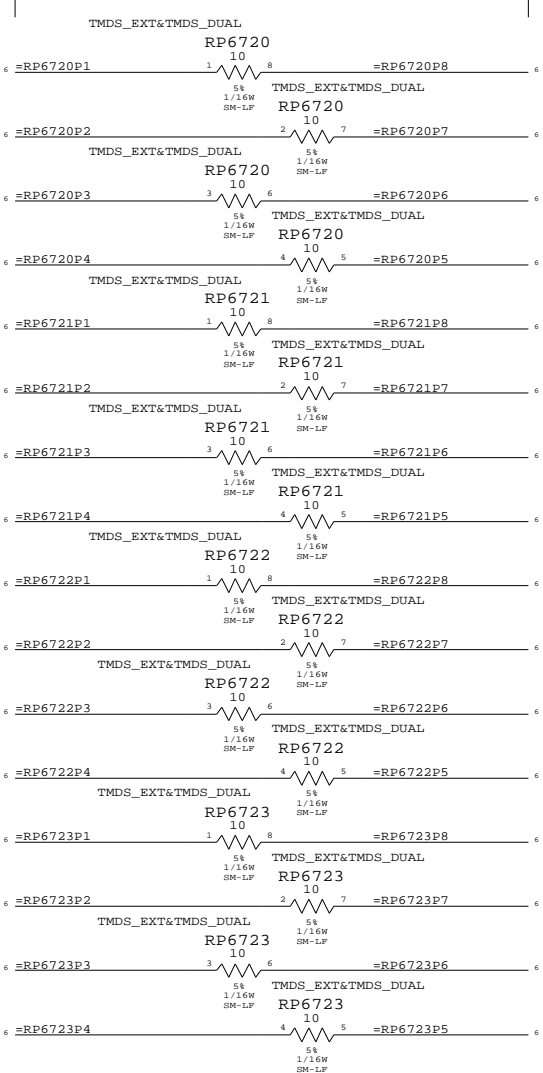 TMDS_EXT&TMDS_DUAL
RP6720
10
6 =RP6720P1 1 8 =RP6720P8 6
5%
1/16W
SM-LF
TMDS_EXT&TMDS_DUAL
RP6720
10
6 =RP6720P2 2 7 =RP6720P7 6
5%
1/16W
SM-LF
TMDS_EXT&TMDS_DUAL
RP6720
10
6 =RP6720P3 3 6 =RP6720P6 6
5%
1/16W
SM-LF
TMDS_EXT&TMDS_DUAL
RP6720
10
6 =RP6720P4 4 5 =RP6720P5 6
5%
1/16W
SM-LF
TMDS_EXT&TMDS_DUAL
RP6721
10
6 =RP6721P1 1 8 =RP6721P8 6
5%
1/16W
SM-LF
TMDS_EXT&TMDS_DUAL
RP6721
10
6 =RP6721P2 2 7 =RP6721P7 6
5%
1/16W
SM-LF
TMDS_EXT&TMDS_DUAL
RP6721
10
6 =RP6721P3 3 6 =RP6721P6 6
5%
1/16W
SM-LF
TMDS_EXT&TMDS_DUAL
RP6721
10
6 =RP6721P4 4 5 =RP6721P5 6
5%
1/16W
SM-LF
TMDS_EXT&TMDS_DUAL
RP6722
10
6 =RP6722P1 1 8 =RP6722P8 6
5%
1/16W
SM-LF
TMDS_EXT&TMDS_DUAL
RP6722
10
6 =RP6722P2 2 7 =RP6722P7 6
5%
1/16W
SM-LF
TMDS_EXT&TMDS_DUAL
RP6722
10
6 =RP6722P3 3 6 =RP6722P6 6
5%
1/16W
SM-LF
TMDS_EXT&TMDS_DUAL
RP6722
10
6 =RP6722P4 4 5 =RP6722P5 6
5%
1/16W
SM-LF
TMDS_EXT&TMDS_DUAL
RP6723
10
6 =RP6723P1 1 8 =RP6723P8 6
5%
1/16W
SM-LF
TMDS_EXT&TMDS_DUAL
RP6723
10
6 =RP6723P2 2 7 =RP6723P7 6
5%
1/16W
SM-LF
TMDS_EXT&TMDS_DUAL
RP6723
10
6 =RP6723P3 3 6 =RP6723P6 6
5%
1/16W
SM-LF
TMDS_EXT&TMDS_DUAL
RP6723
10
6 =RP6723P4 4 5 =RP6723P5 6
5%
1/16W
SM-LF